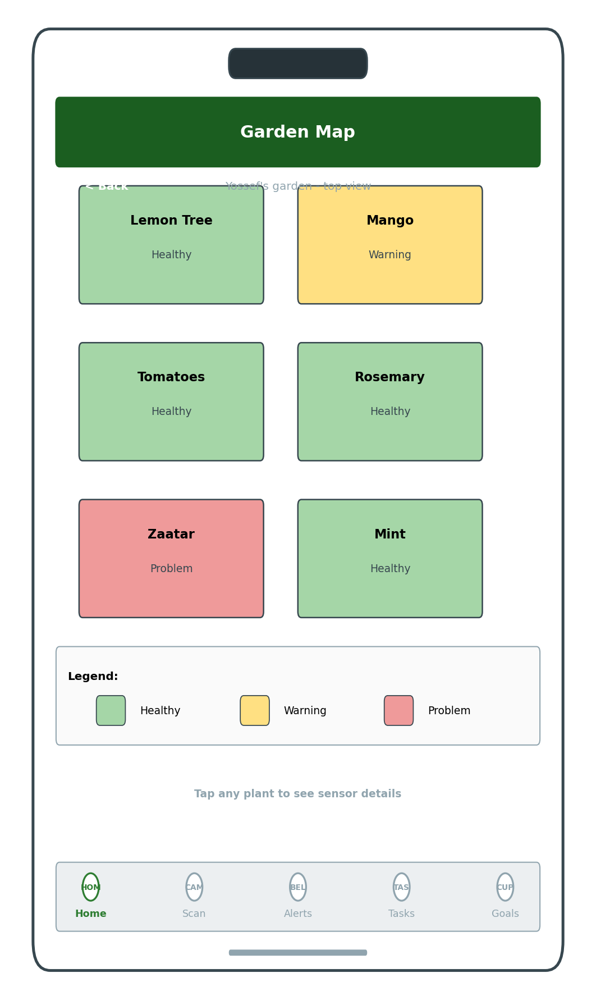 Garden Map
< Back
Yossef's garden - top view
Lemon Tree
Mango
Healthy
Warning
Tomatoes
Rosemary
Healthy
Healthy
Zaatar
Mint
Problem
Healthy
Legend:
Healthy
Warning
Problem
Tap any plant to see sensor details
HOM
CAM
BEL
TAS
CUP
Home
Scan
Alerts
Tasks
Goals